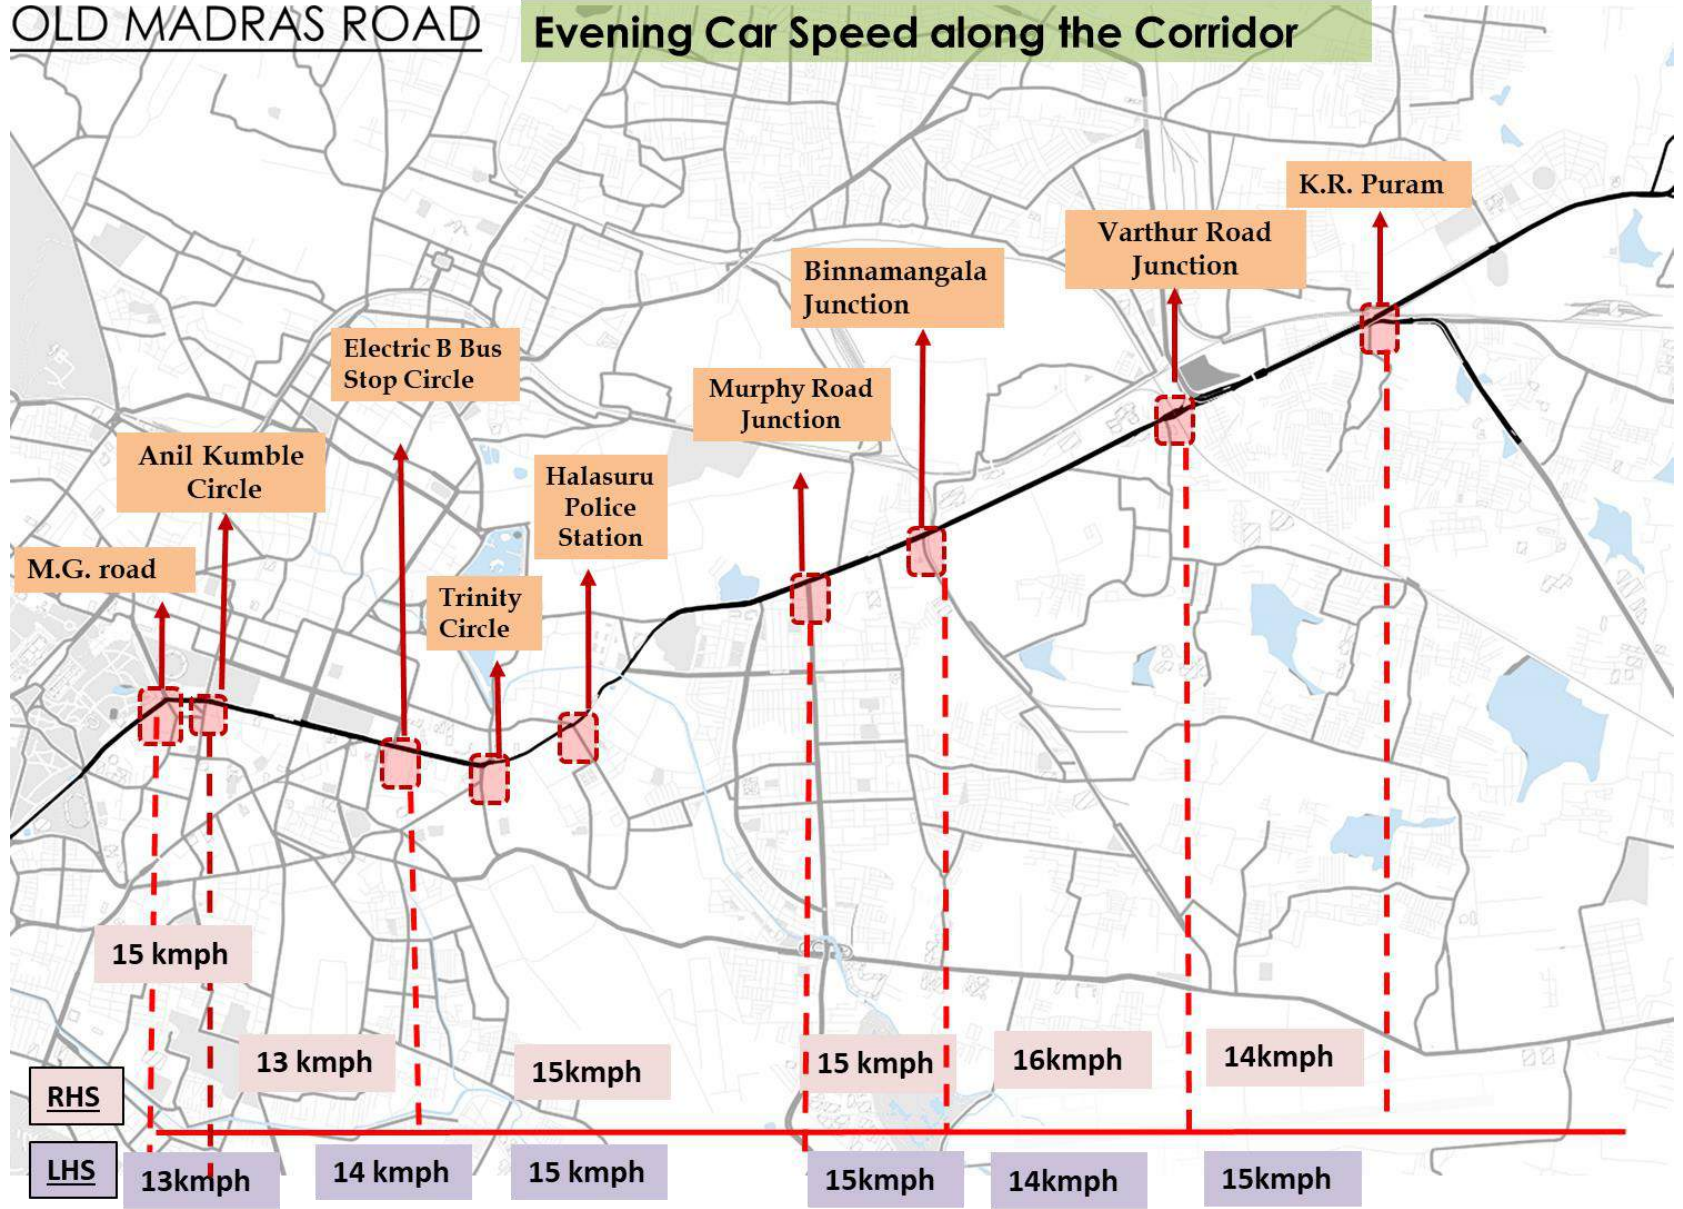 OLD MADRAS ROAD
Evening Car Speed along the Corridor
K.R. Puram
Varthur Road
Junction
Binnamangala
Junction
Electric B Bus
Stop Circle
Murphy Road
Junction
Anil Kumble
Circle
Halasuru
Police
Station
M.G. road
Trinity
Circle
15 kmph
13 kmph
15kmph
15 kmph
16kmph
14kmph
RHS
LHS
13kmph
14 kmph
15 kmph
15kmph
14kmph
15kmph